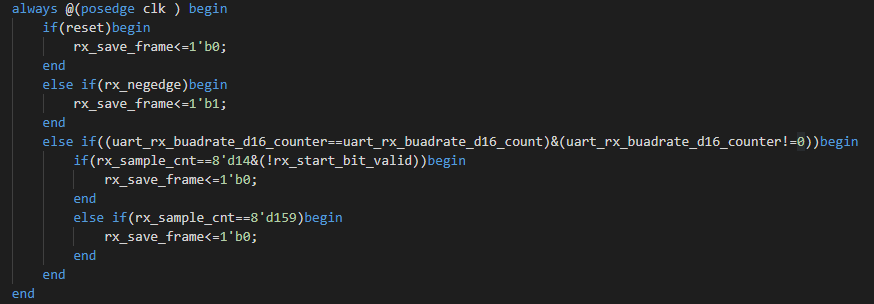 always @(posedge clk ) begin
    if(reset)begin
        rx_save_frame<=1'b0;
    end
    else if(rx_negedge)begin
        rx_save_frame<=1'b1;
    end
    else if((uart_rx_buadrate_d16_counter==uart_rx_buadrate_d16_count)&(uart_rx_buadrate_d16_counter!=0))begin
        if(rx_sample_cnt==8'd14&(!rx_start_bit_valid))begin
            rx_save_frame<=1'b0;
        end
        else if(rx_sample_cnt==8'd159)begin
            rx_save_frame<=1'b0;
        end
    end
end